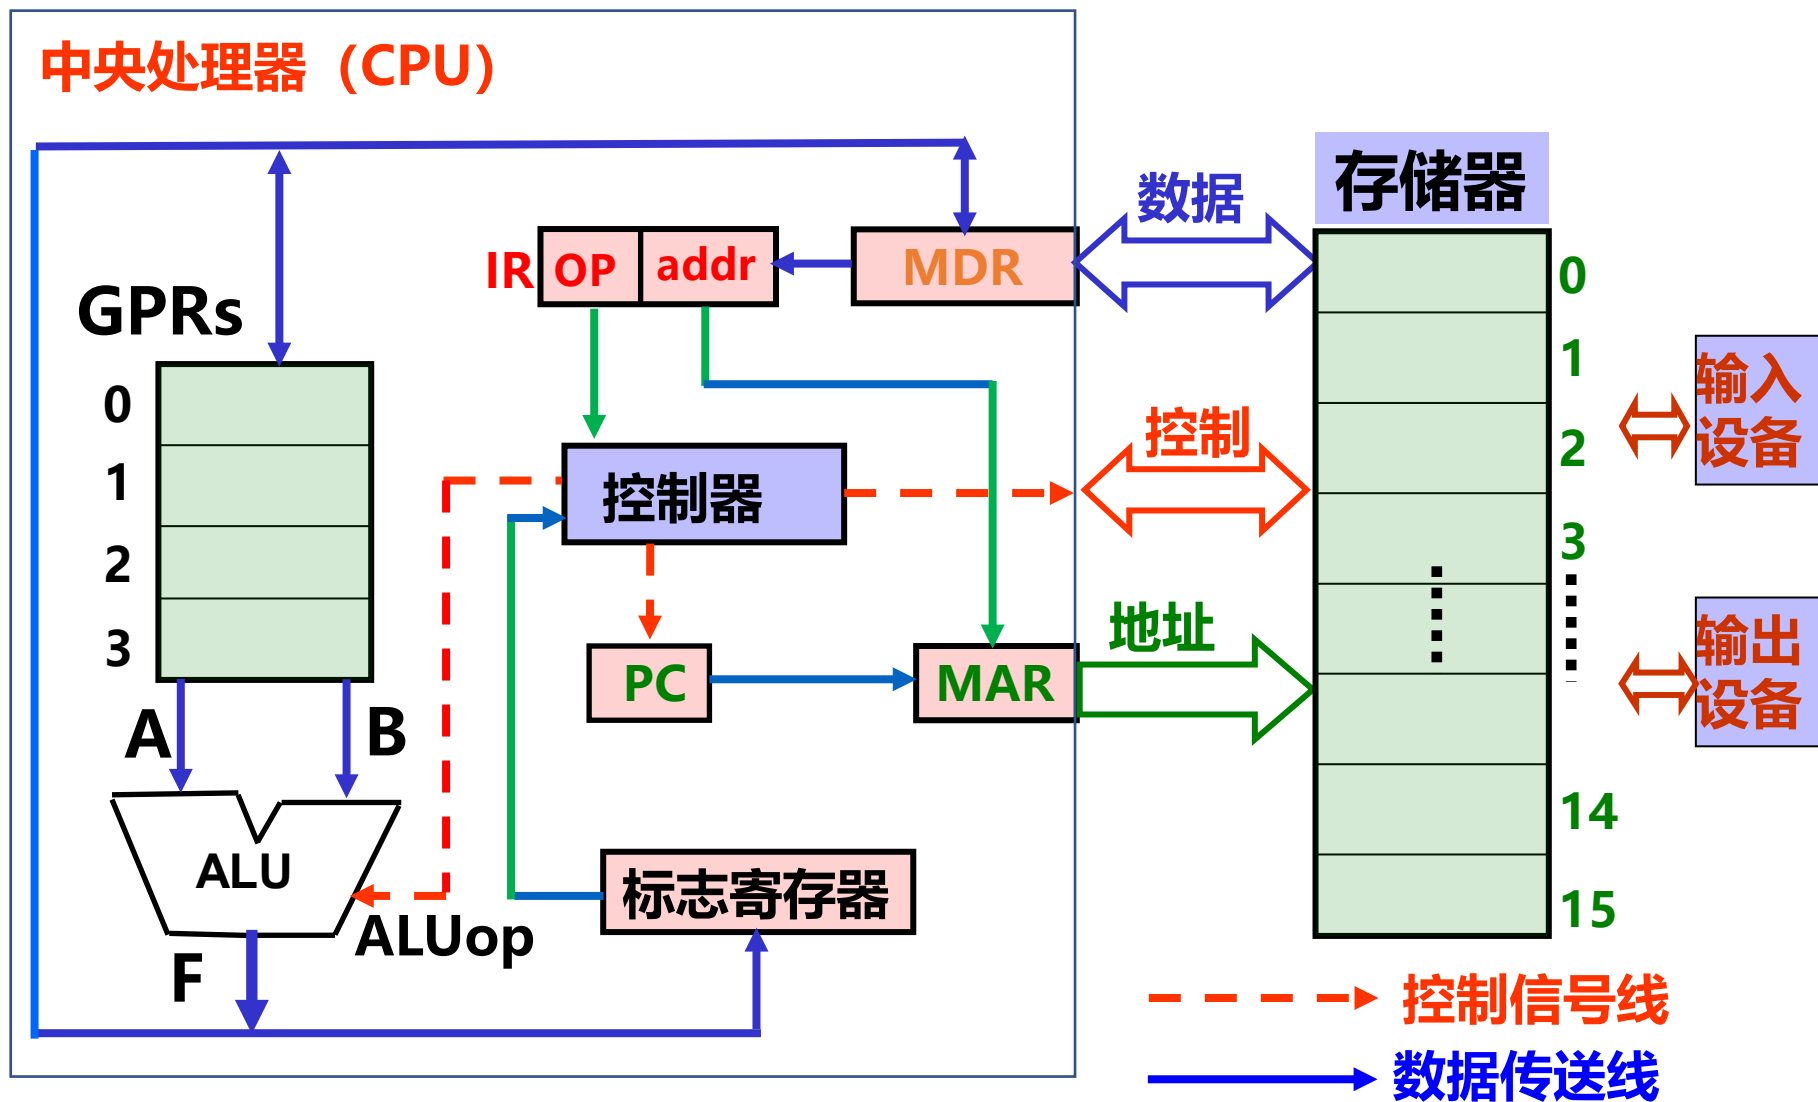 中央处理器（CPU）
存储器
数据
IR
OP
addr
MDR
GPRs
0
1
2
3
0
1
2
3
14
15
输入
设备
控制
控制器
地址
输出
设备
PC
MAR
A
B
ALU
标志寄存器
ALUop
F
控制信号线
数据传送线